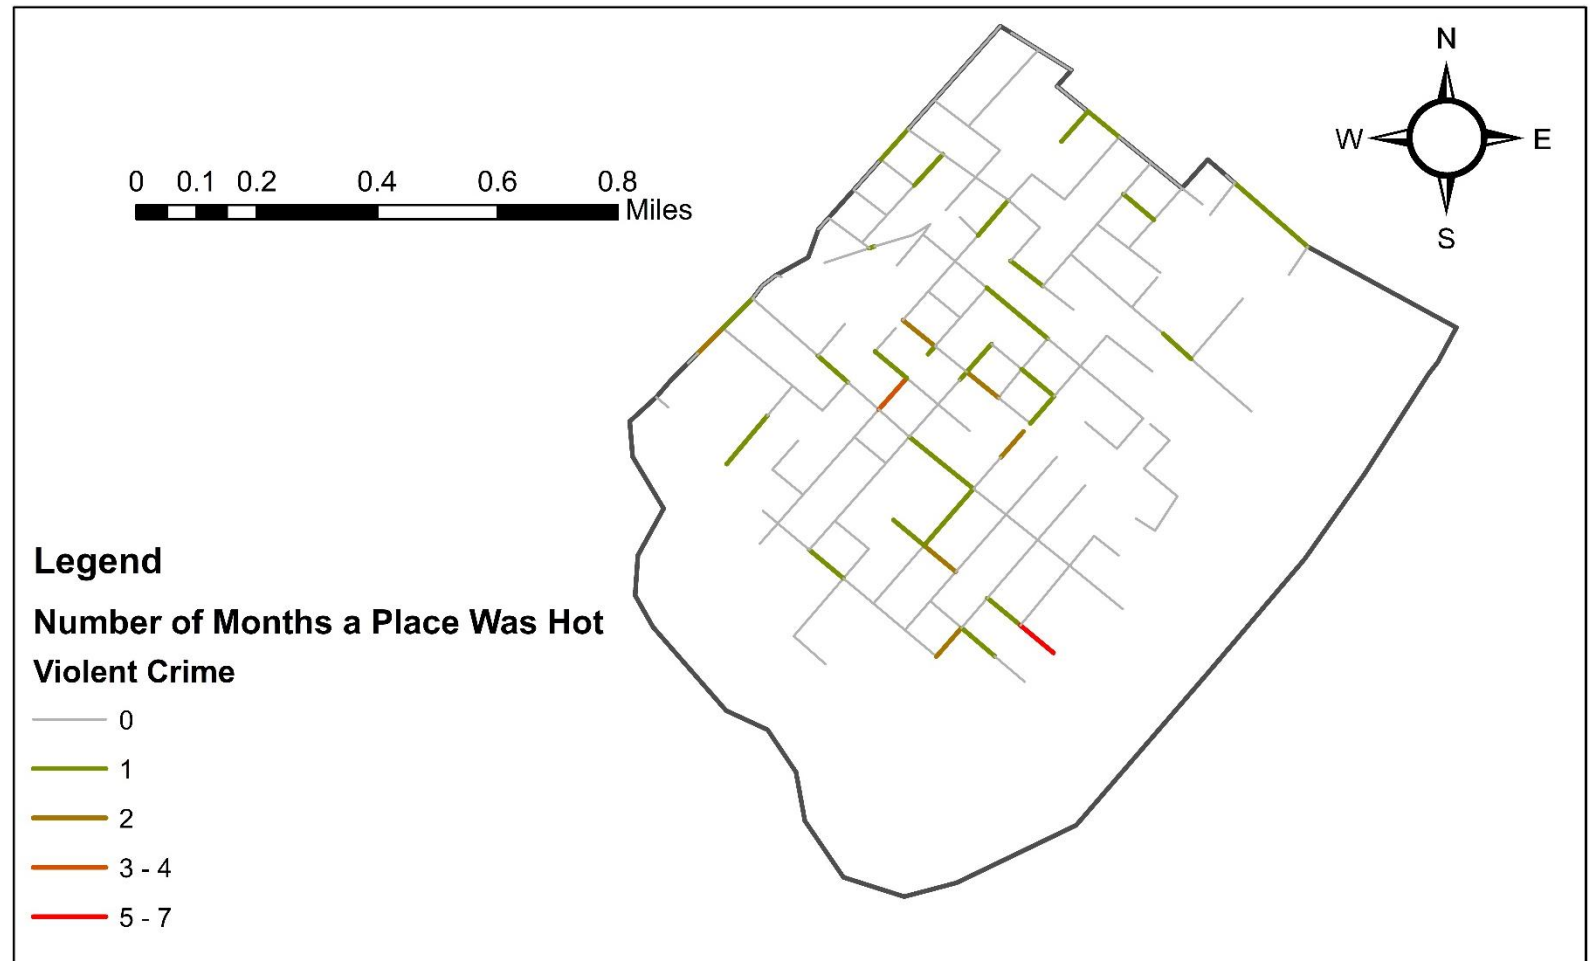 N
W E
S
0 0.1 0.2 0.4 0.6 0.8
Miles
Legend
Number of Months a Place Was Hot
Violent Crime
0
1
2
3 - 4
5 - 7